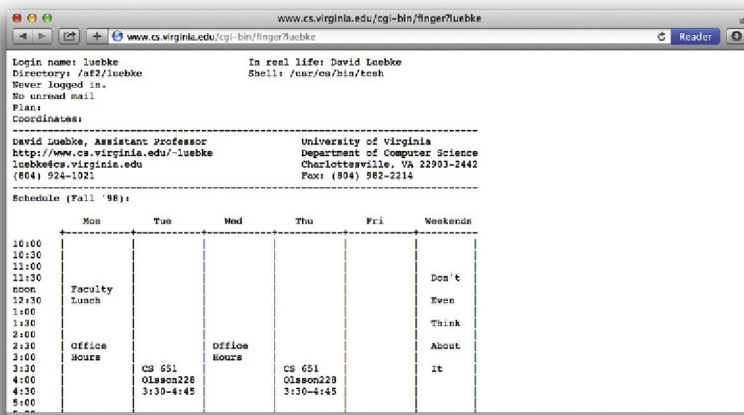 www.cs.virginia.edu/cgi-bin/finger?luebke
www.cs.virginia.edu/cgi-bin/finger?luebke Reader
Login name: luebke In real life: David Luebke
Directory: /af2/luebke Shell: /usr/cs/bin/tcsh
Never logged in.
No unread mail
Plan:
Coordinates:
David Luebke, Assistant Professor University of Virginia
http://www.cs.virginia.edu/~luebke Department of Computer Science
luebke@cs.virginia.edu Charlottesville, VA 22903-2442
(804) 924-1021 Fax: (804) 982-2214
Schedule (Fall '98):
Mon Tue Wed Thu Fri Weekends
10:00
10:30
11:00
11:30 Don't
noon Faculty
12:30 Lunch Even
1:00
1:30 Think
2:00
2:30 Office Office About
3:00 Hours Hours
3:30 CS 651 CS 651 It
4:00 Olsson228 Olsson228
4:30 3:30-4:45 3:30-4:45
5:00